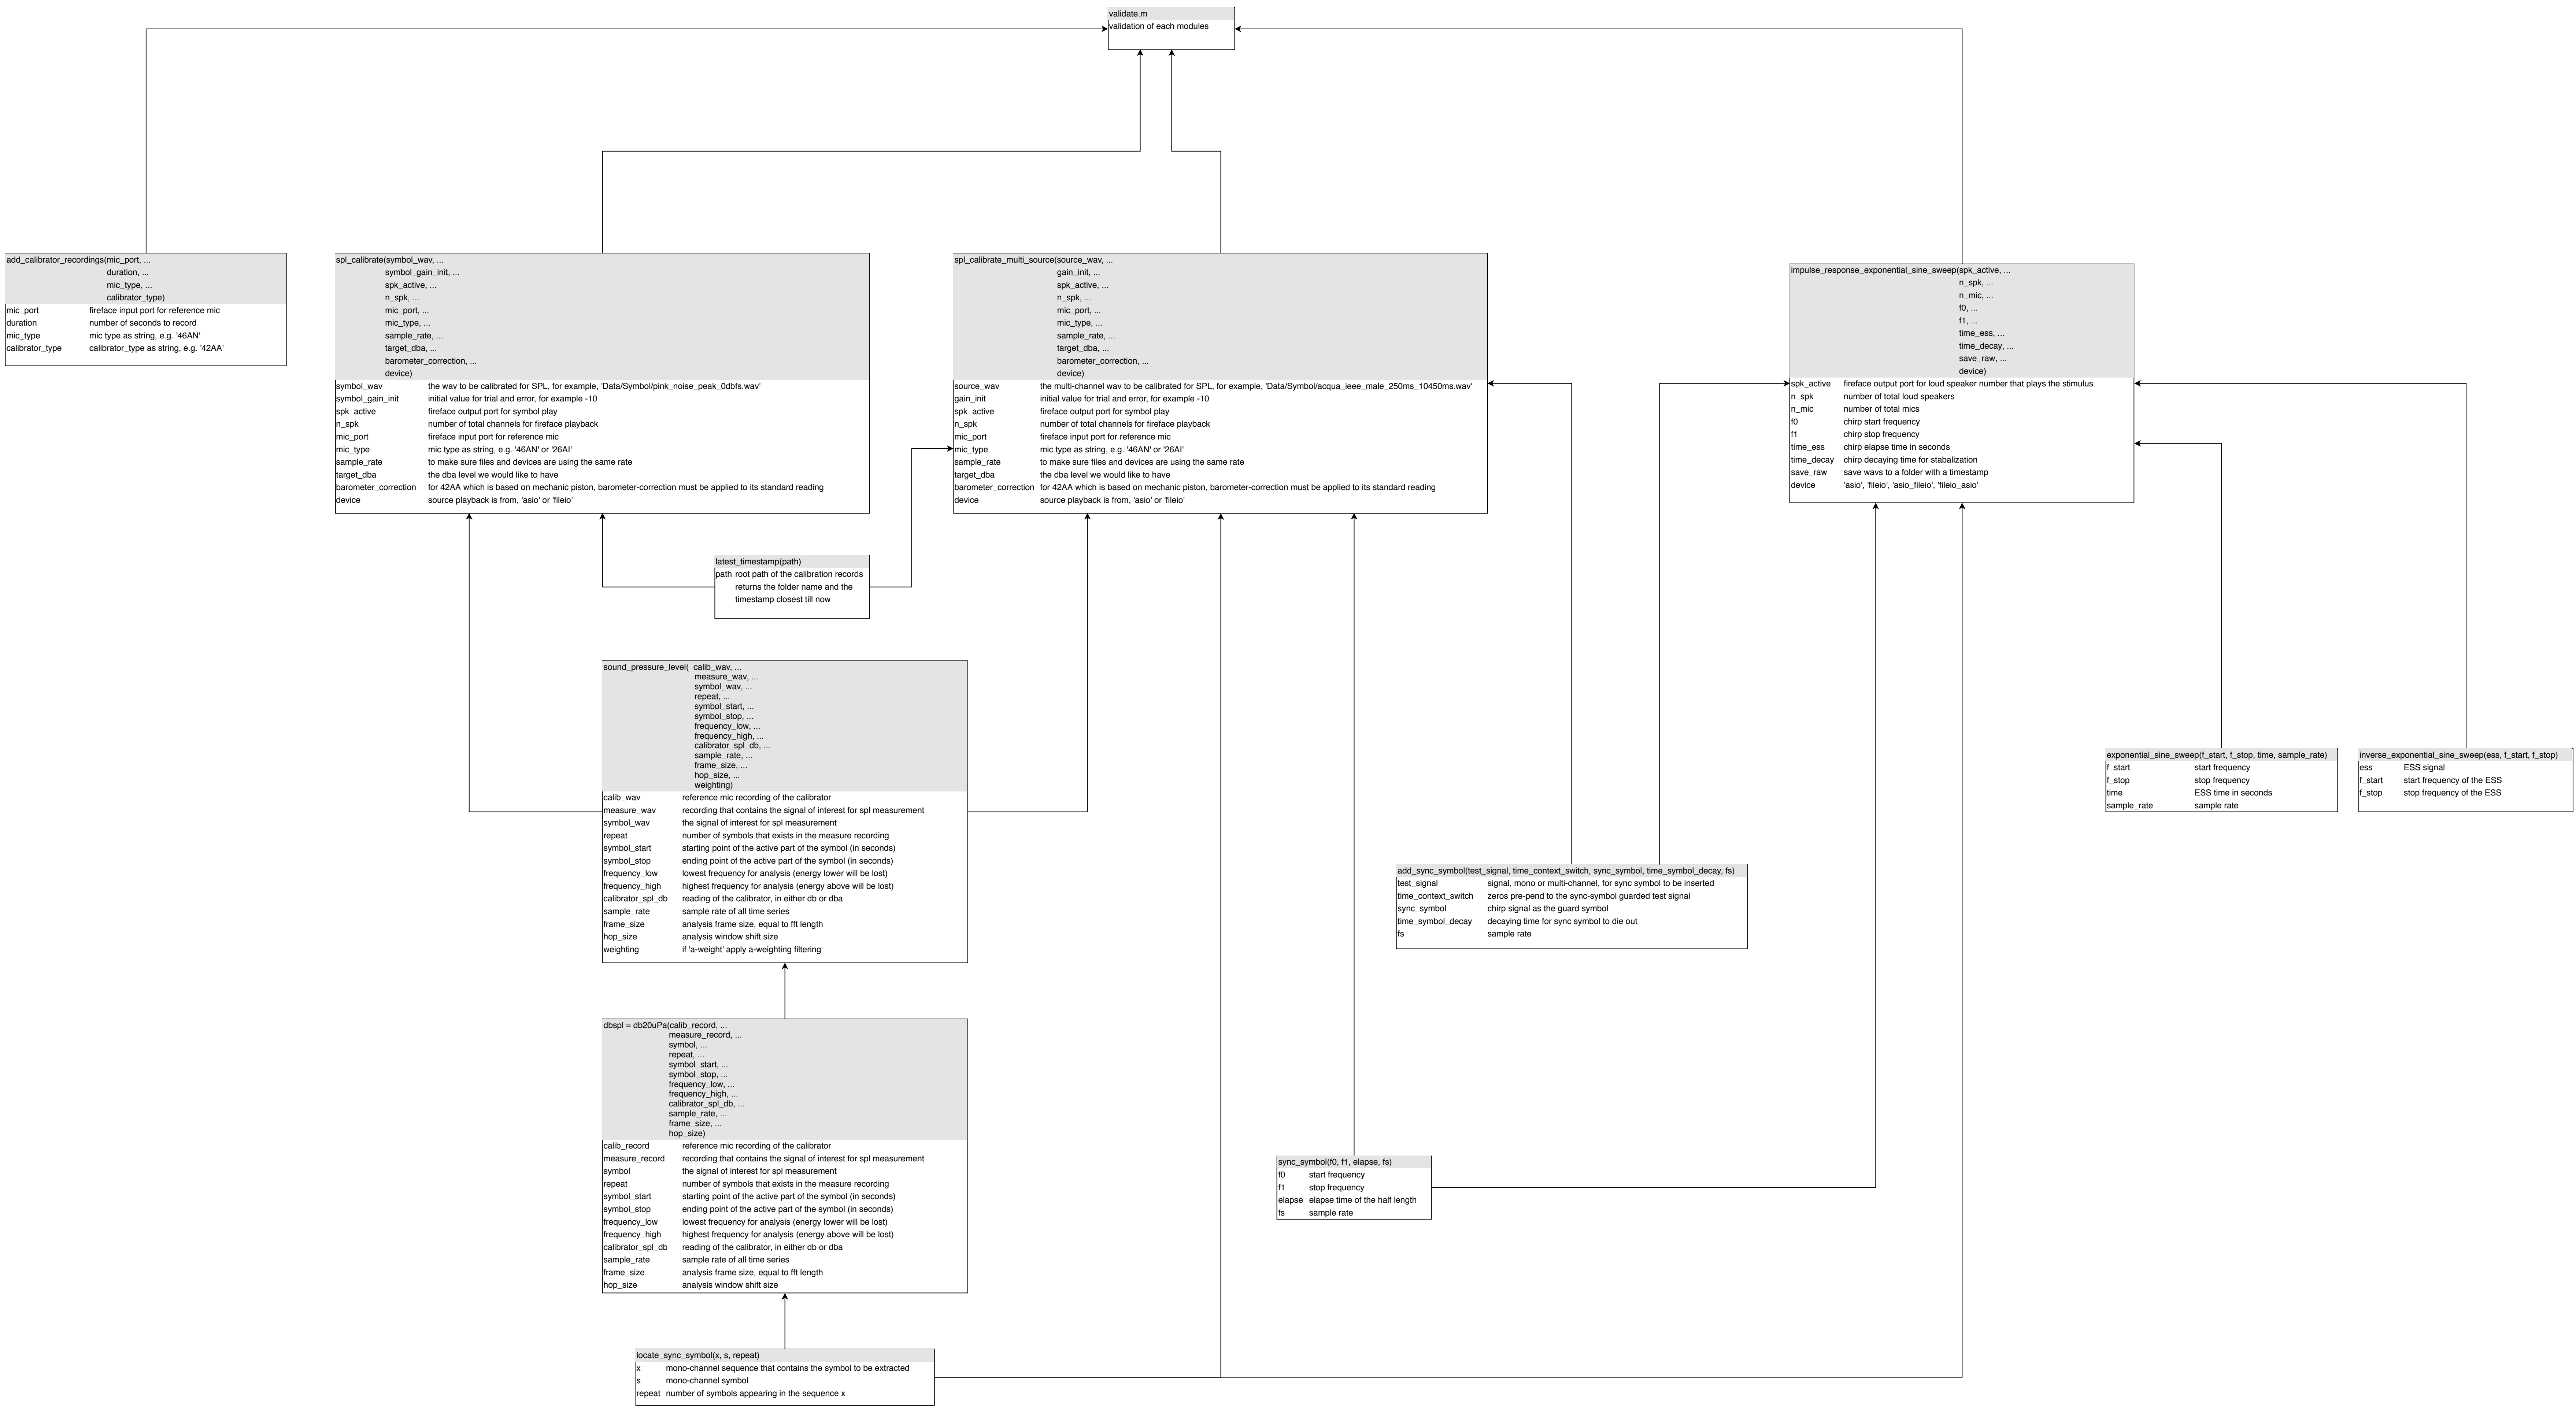 validate.m
validation of each modules
add_calibrator_recordings(mic_port, ...
duration, ...
mic_type, ...
calibrator_type)
mic_port fireface input port for reference mic
duration number of seconds to record
mic_type mic type as string, e.g. '46AN'
calibrator_type calibrator_type as string, e.g. '42AA'
spl_calibrate(symbol_wav, ...
symbol_gain_init, ...
spk_active, ...
n_spk, ...
mic_port, ...
mic_type, ...
sample_rate, ...
target_dba, ...
barometer_correction, ...
device)
symbol_wav the wav to be calibrated for SPL, for example, 'Data/Symbol/pink_noise_peak_0dbfs.wav'
symbol_gain_init initial value for trial and error, for example -10
spk_active fireface output port for symbol play
n_spk number of total channels for fireface playback
mic_port fireface input port for reference mic
mic_type mic type as string, e.g. '46AN' or '26AI'
sample_rate to make sure files and devices are using the same rate
target_dba the dba level we would like to have
barometer_correction for 42AA which is based on mechanic piston, barometer-correction must be applied to its standard reading
device source playback is from, 'asio' or 'fileio'
spl_calibrate_multi_source(source_wav, ...
gain_init, ...
spk_active, ...
n_spk, ...
mic_port, ...
mic_type, ...
sample_rate, ...
target_dba, ...
barometer_correction, ...
device)
source_wav the multi-channel wav to be calibrated for SPL, for example, 'Data/Symbol/acqua_ieee_male_250ms_10450ms.wav'
gain_init initial value for trial and error, for example -10
spk_active fireface output port for symbol play
n_spk number of total channels for fireface playback
mic_port fireface input port for reference mic
mic_type mic type as string, e.g. '46AN' or '26AI'
sample_rate to make sure files and devices are using the same rate
target_dba the dba level we would like to have
barometer_correction for 42AA which is based on mechanic piston, barometer-correction must be applied to its standard reading
device source playback is from, 'asio' or 'fileio'
impulse_response_exponential_sine_sweep(spk_active, ...
n_spk, ...
n_mic, ...
f0, ...
f1, ...
time_ess, ...
time_decay, ...
save_raw, ...
device)
spk_active fireface output port for loud speaker number that plays the stimulus
n_spk number of total loud speakers
n_mic number of total mics
f0 chirp start frequency
f1 chirp stop frequency
time_ess chirp elapse time in seconds
time_decay chirp decaying time for stabalization
save_raw save wavs to a folder with a timestamp
device 'asio', 'fileio', 'asio_fileio', 'fileio_asio'
latest_timestamp(path)
path root path of the calibration records
returns the folder name and the
timestamp closest till now
sound_pressure_level( calib_wav, ...
measure_wav, ...
symbol_wav, ...
repeat, ...
symbol_start, ...
symbol_stop, ...
frequency_low, ...
frequency_high, ...
calibrator_spl_db, ...
sample_rate, ...
frame_size, ...
hop_size, ...
weighting)
calib_wav reference mic recording of the calibrator
measure_wav recording that contains the signal of interest for spl measurement
symbol_wav the signal of interest for spl measurement
repeat number of symbols that exists in the measure recording
symbol_start starting point of the active part of the symbol (in seconds)
symbol_stop ending point of the active part of the symbol (in seconds)
frequency_low lowest frequency for analysis (energy lower will be lost)
frequency_high highest frequency for analysis (energy above will be lost)
calibrator_spl_db reading of the calibrator, in either db or dba
sample_rate sample rate of all time series
frame_size analysis frame size, equal to fft length
hop_size analysis window shift size
weighting if 'a-weight' apply a-weighting filtering
exponential_sine_sweep(f_start, f_stop, time, sample_rate)
f_start start frequency
f_stop stop frequency
time ESS time in seconds
sample_rate sample rate
inverse_exponential_sine_sweep(ess, f_start, f_stop)
ess ESS signal
f_start start frequency of the ESS
f_stop stop frequency of the ESS
add_sync_symbol(test_signal, time_context_switch, sync_symbol, time_symbol_decay, fs)
test_signal signal, mono or multi-channel, for sync symbol to be inserted
time_context_switch zeros pre-pend to the sync-symbol guarded test signal
sync_symbol chirp signal as the guard symbol
time_symbol_decay decaying time for sync symbol to die out
fs sample rate
dbspl = db20uPa(calib_record, ...
measure_record, ...
symbol, ...
repeat, ...
symbol_start, ...
symbol_stop, ...
frequency_low, ...
frequency_high, ...
calibrator_spl_db, ...
sample_rate, ...
frame_size, ...
hop_size)
calib_record reference mic recording of the calibrator
measure_record recording that contains the signal of interest for spl measurement
symbol the signal of interest for spl measurement
repeat number of symbols that exists in the measure recording
symbol_start starting point of the active part of the symbol (in seconds)
symbol_stop ending point of the active part of the symbol (in seconds)
frequency_low lowest frequency for analysis (energy lower will be lost)
frequency_high highest frequency for analysis (energy above will be lost)
calibrator_spl_db reading of the calibrator, in either db or dba
sample_rate sample rate of all time series
frame_size analysis frame size, equal to fft length
hop_size analysis window shift size
sync_symbol(f0, f1, elapse, fs)
f0 start frequency
f1 stop frequency
elapse elapse time of the half length
fs sample rate
locate_sync_symbol(x, s, repeat)
x mono-channel sequence that contains the symbol to be extracted
s mono-channel symbol
repeat number of symbols appearing in the sequence x